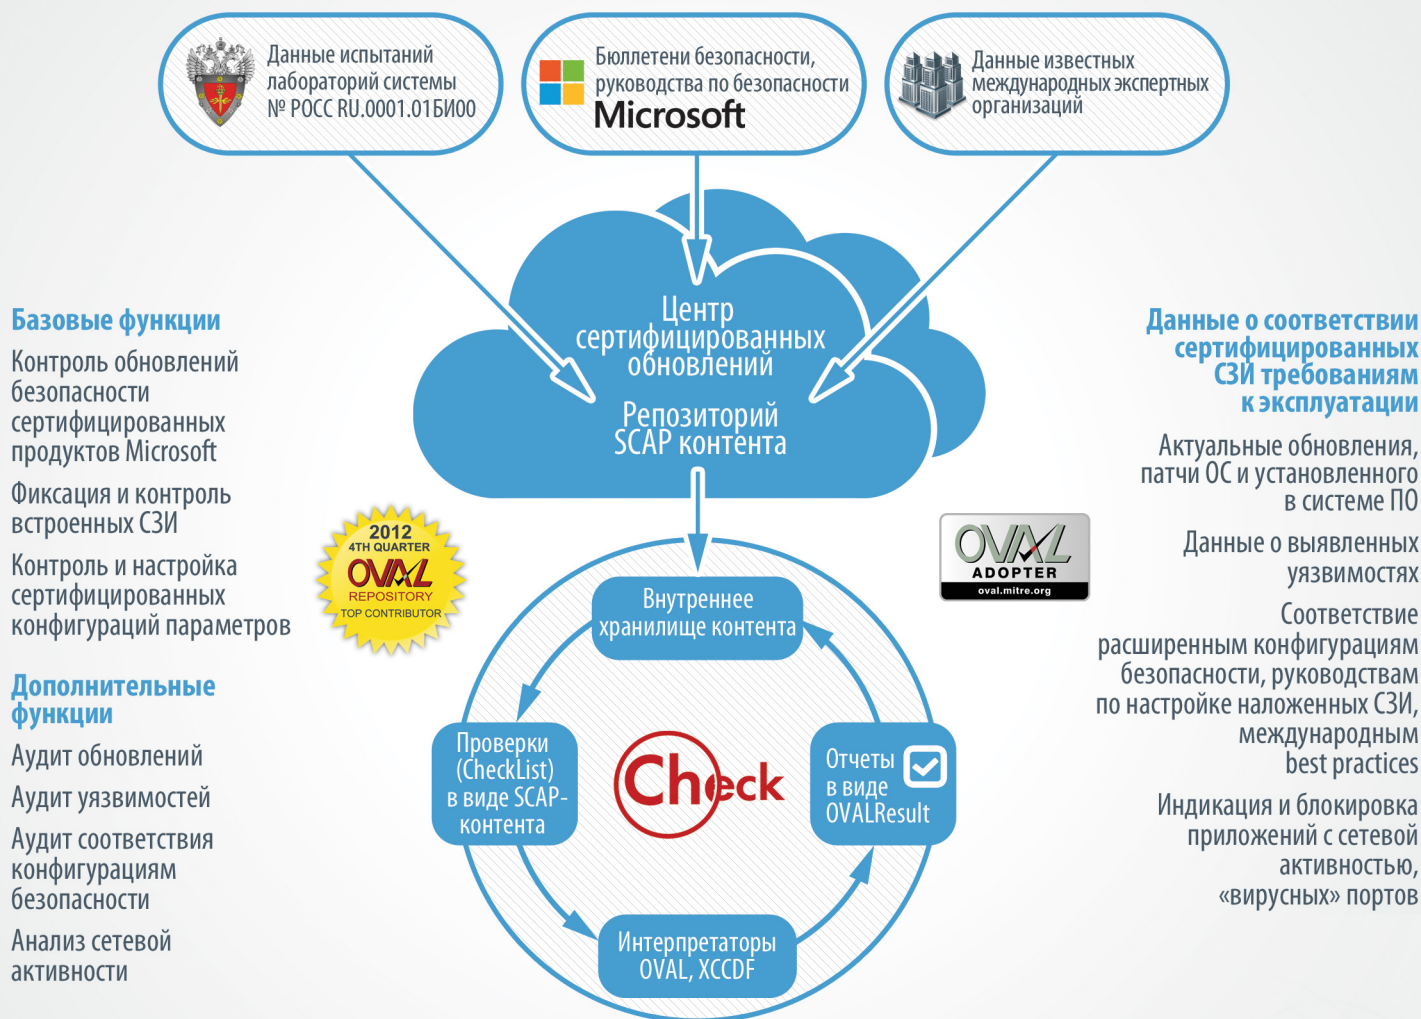 Данные испытаний
лабораторий системы
№ РОСС RU.0001.01БИ00
Бюллетени безопасности,
руководства по безопасности
Microsoft
Данные известных
международных экспертных
организаций
Центр
сертифицированных
обновлений
Репозиторий
SCAP контента
Базовые функции
Контроль обновлений
безопасности
сертифицированных
продуктов Microsoft
Фиксация и контроль
встроенных СЗИ
Контроль и настройка
сертифицированных
конфигураций параметров
Дополнительные
функции
Аудит обновлений
Аудит уязвимостей
Аудит соответствия
конфигурациям
безопасности
Анализ сетевой
активности
2012
4TH QUARTER
OVAL
REPOSITORY
TOP CONTRIBUTOR
OVAL
ADOPTER
oval.mitre.org
Внутреннее
хранилище контента
Проверки
(CheckList)
в виде SCAP-
контента
Check
Отчеты
в виде
OVALResult
Интерпретаторы
OVAL, XCCDF
Данные о соответствии
сертифицированных
СЗИ требованиям
к эксплуатации
Актуальные обновления,
патчи ОС и установленного
в системе ПО
Данные о выявленных
уязвимостях
Соответствие
расширенным конфигурациям
безопасности, руководствам
по настройке наложенных СЗИ,
международным
best practices
Индикация и блокировка
приложений с сетевой
активностью,
«вирусных» портов